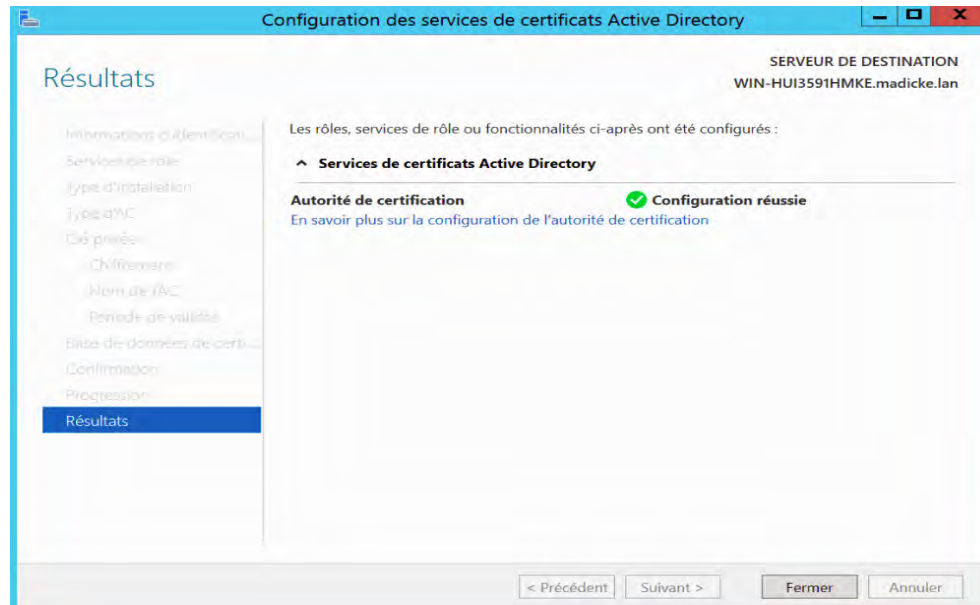 Configuration des services de certificats Active Directory
Résultats
SERVEUR DE DESTINATION
WIN-HUI3591HMKE.madicke.lan
Informations d'identificati...
Services de rôle
Type d'installation
Type d'AC
Clé privée
Chiffrement
Nom de l'AC
Période de validité
Base de données de certi...
Confirmation
Progression
Résultats
Les rôles, services de rôle ou fonctionnalités ci-après ont été configurés :
Services de certificats Active Directory
Autorité de certification Configuration réussie
En savoir plus sur la configuration de l'autorité de certification
< Précédent Suivant > Fermer Annuler